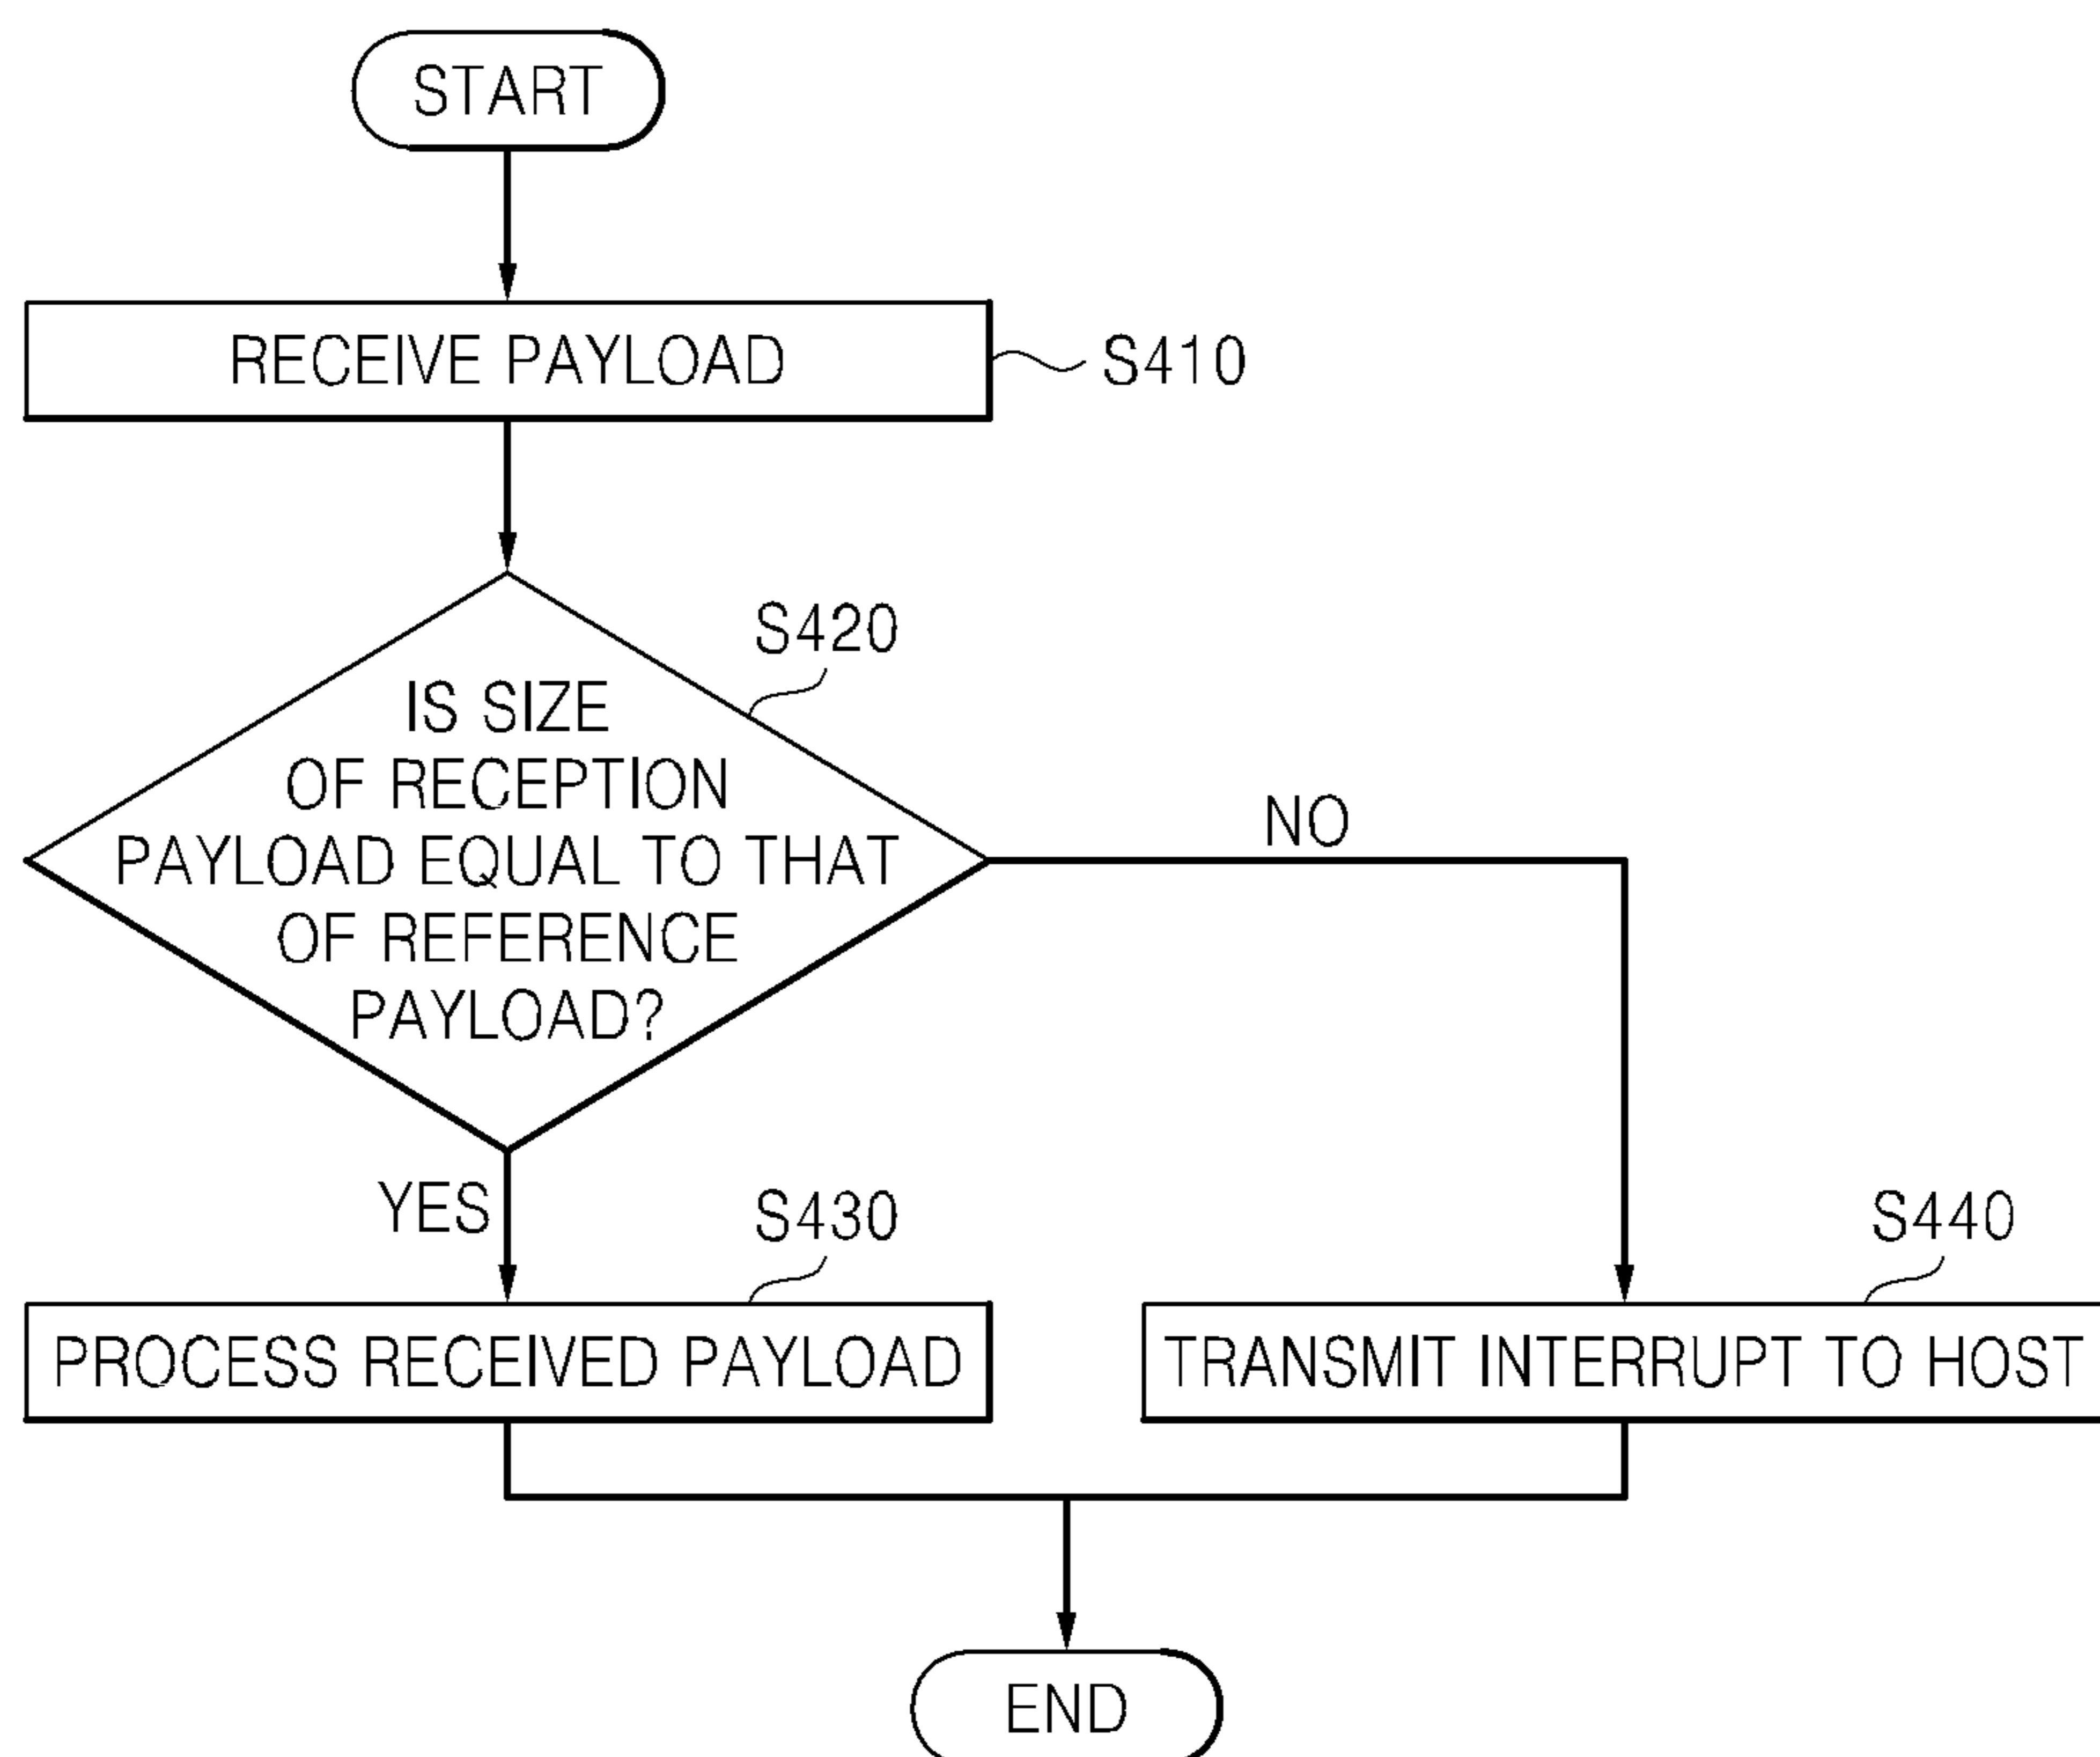 START
RECEIVE PAYLOAD
S410
S420
IS SIZE
OF RECEPTION
PAYLOAD EQUAL TO THAT
OF REFERENCE
PAYLOAD?
NO
YES
S430
S440
PROCESS RECEIVED PAYLOAD
TRANSMIT INTERRUPT TO HOST
END